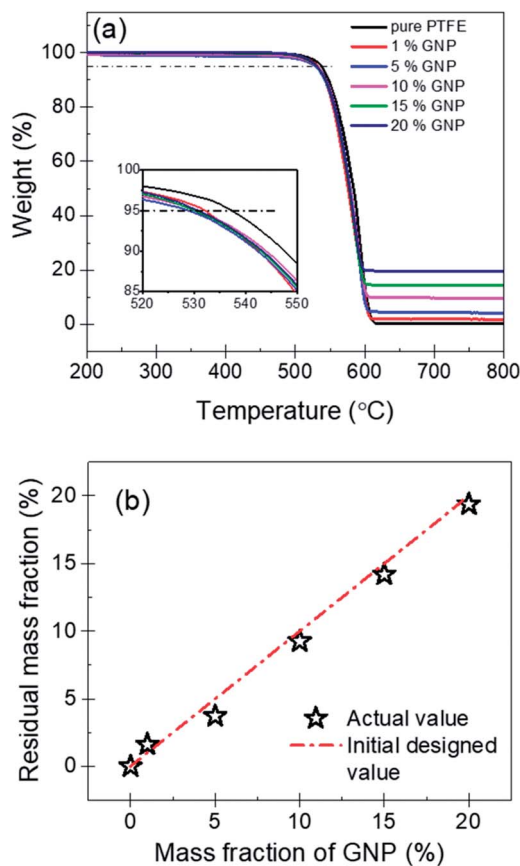 (a)
pure PTFE
1 % GNP
5 % GNP
10 % GNP
15 % GNP
20 % GNP
Weight (%)
100
80
60
40
20
0
100
95
90
85
520 530 540 550
200 300 400 500 600 700 800
Temperature (°C)
(b)
Residual mass fraction (%)
20
15
10
5
0
Actual value
Initial designed
value
0 5 10 15 20
Mass fraction of GNP (%)